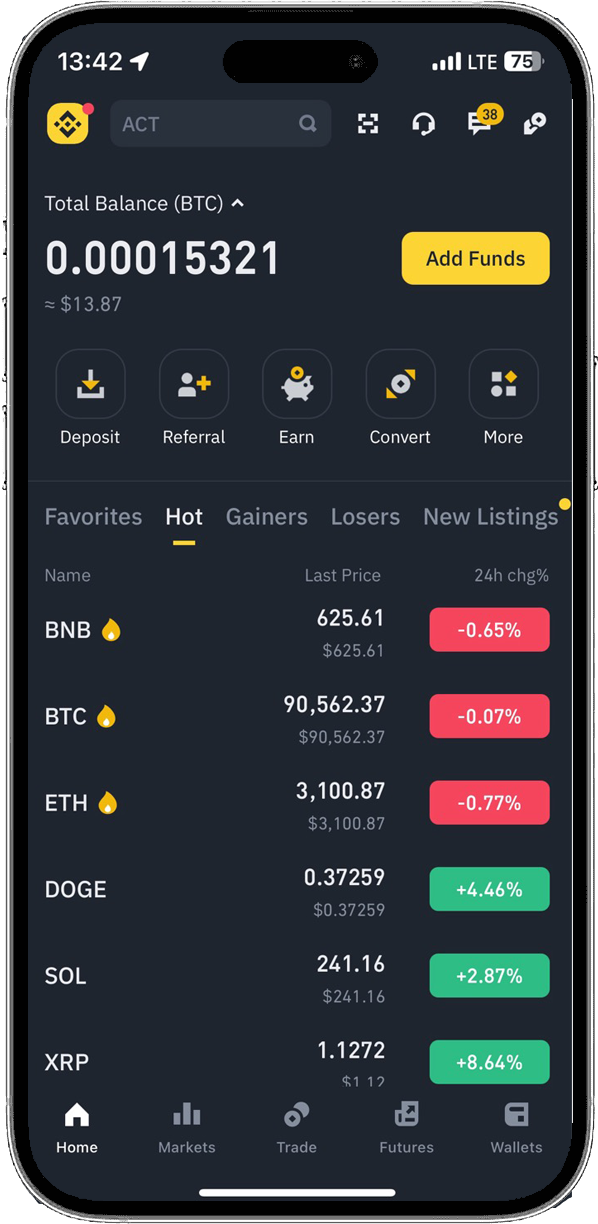 13:42 LTE 75
ACT 38
Total Balance (BTC)
0.00015321
Add Funds
≈ $13.87
Deposit Referral Earn Convert More
Favorites Hot Gainers Losers New Listings
Name Last Price 24h chg%
BNB 625.61 -0.65%
$625.61
BTC 90,562.37 -0.07%
$90,562.37
ETH 3,100.87 -0.77%
$3,100.87
DOGE 0.37259 +4.46%
$0.37259
SOL 241.16 +2.87%
$241.16
XRP 1.1272 +8.64%
$1.12
Home Markets Trade Futures Wallets